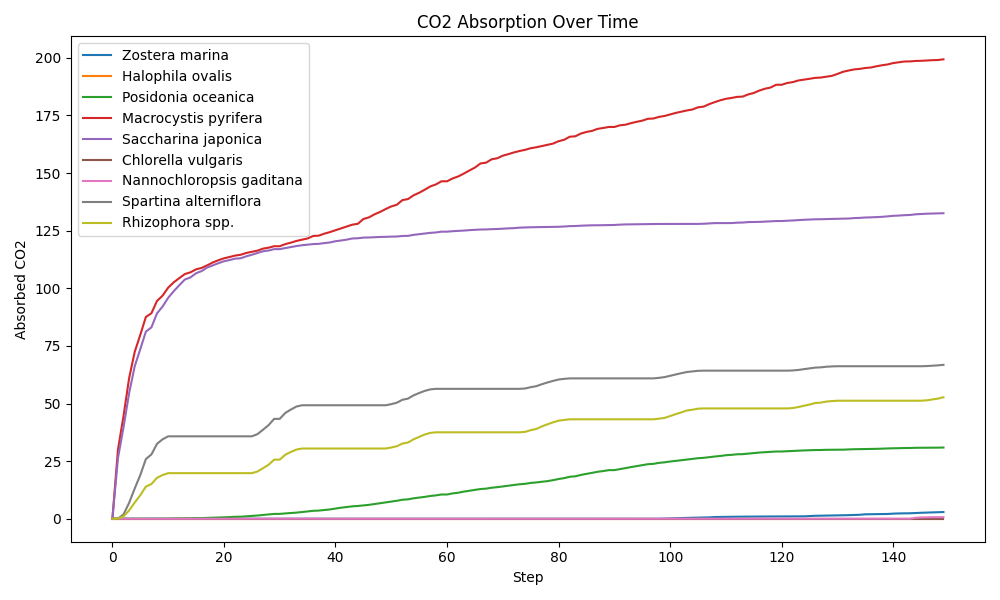 CO2 Absorption Over Time
Zostera marina
Halophila ovalis
Posidonia oceanica
Macrocystis pyrifera
Saccharina japonica
Chlorella vulgaris
Nannochloropsis gaditana
Spartina alterniflora
Rhizophora spp.
Absorbed CO2
200
175
150
125
100
75
50
25
0
0 20 40 60 80 100 120 140
Step